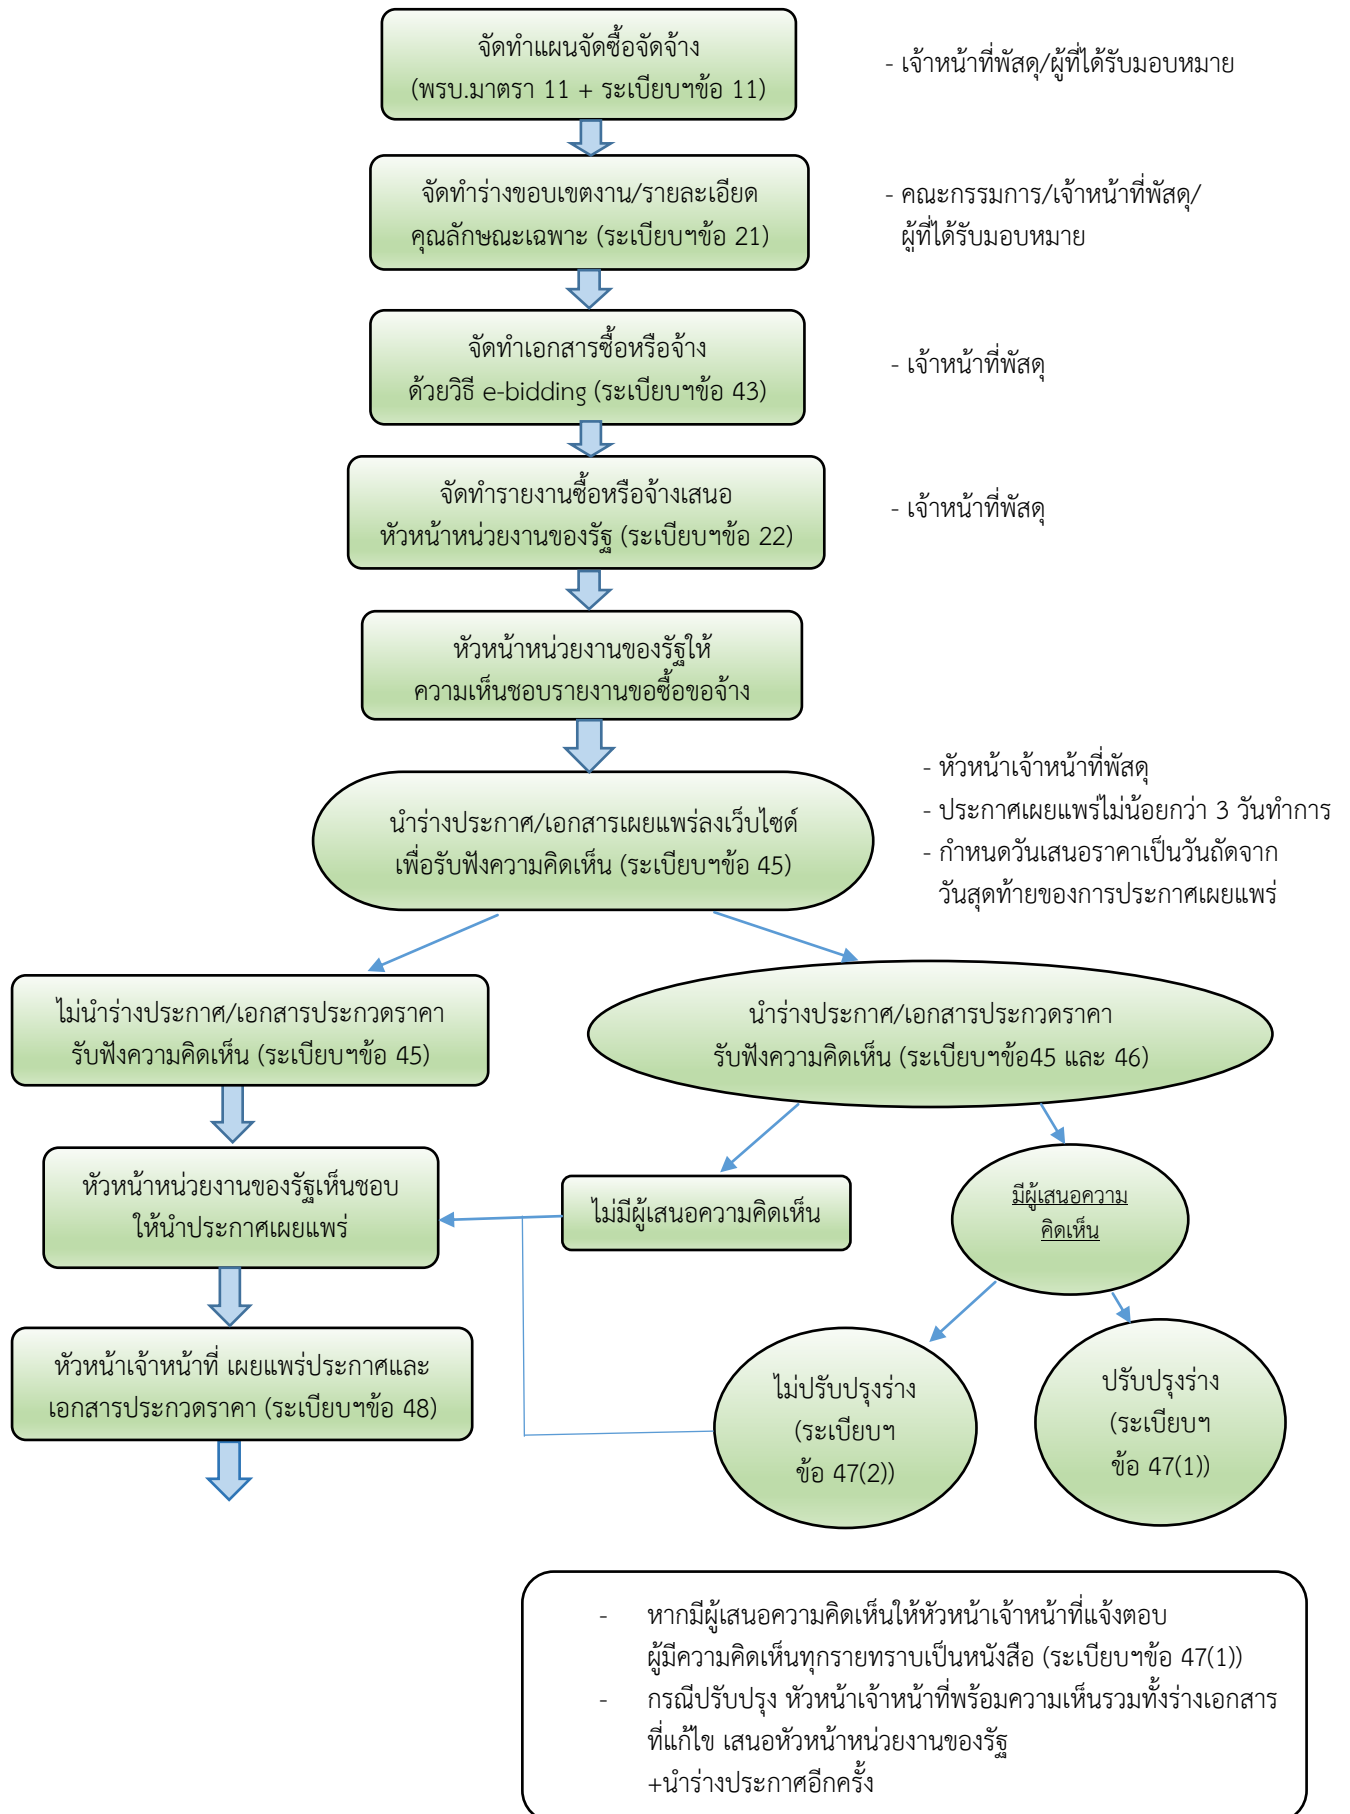 จัดทำแผนจัดซื้อจัดจ้าง
(พรบ.มาตรา 11 + ระเบียบฯข้อ 11)
- เจ้าหน้าที่พัสดุ/ผู้ที่ได้รับมอบหมาย
จัดทำร่างขอบเขตงาน/รายละเอียด
คุณลักษณะเฉพาะ (ระเบียบฯข้อ 21)
- คณะกรรมการ/เจ้าหน้าที่พัสดุ/
ผู้ที่ได้รับมอบหมาย
จัดทำเอกสารซื้อหรือจ้าง
ด้วยวิธี e-bidding (ระเบียบฯข้อ 43)
- เจ้าหน้าที่พัสดุ
จัดทำรายงานซื้อหรือจ้างเสนอ
หัวหน้าหน่วยงานของรัฐ (ระเบียบฯข้อ 22)
- เจ้าหน้าที่พัสดุ
หัวหน้าหน่วยงานของรัฐให้
ความเห็นชอบรายงานขอซื้อขอจ้าง
นำร่างประกาศ/เอกสารเผยแพร่ลงเว็บไซด์
เพื่อรับฟังความคิดเห็น (ระเบียบฯข้อ 45)
- หัวหน้าเจ้าหน้าที่พัสดุ
- ประกาศเผยแพร่ไม่น้อยกว่า 3 วันทำการ
- กำหนดวันเสนอราคาเป็นวันถัดจาก
วันสุดท้ายของการประกาศเผยแพร่
ไม่นำร่างประกาศ/เอกสารประกวดราคา
รับฟังความคิดเห็น (ระเบียบฯข้อ 45)
นำร่างประกาศ/เอกสารประกวดราคา
รับฟังความคิดเห็น (ระเบียบฯข้อ45 และ 46)
หัวหน้าหน่วยงานของรัฐเห็นชอบ
ให้นำประกาศเผยแพร่
ไม่มีผู้เสนอความคิดเห็น
มีผู้เสนอความ
คิดเห็น
หัวหน้าเจ้าหน้าที่ เผยแพร่ประกาศและ
เอกสารประกวดราคา (ระเบียบฯข้อ 48)
ไม่ปรับปรุงร่าง
(ระเบียบฯ
ข้อ 47(2))
ปรับปรุงร่าง
(ระเบียบฯ
ข้อ 47(1))
- หากมีผู้เสนอความคิดเห็นให้หัวหน้าเจ้าหน้าที่แจ้งตอบ
ผู้มีความคิดเห็นทุกรายทราบเป็นหนังสือ (ระเบียบฯข้อ 47(1))
- กรณีปรับปรุง หัวหน้าเจ้าหน้าที่พร้อมความเห็นรวมทั้งร่างเอกสาร
ที่แก้ไข เสนอหัวหน้าหน่วยงานของรัฐ
+นำร่างประกาศอีกครั้ง